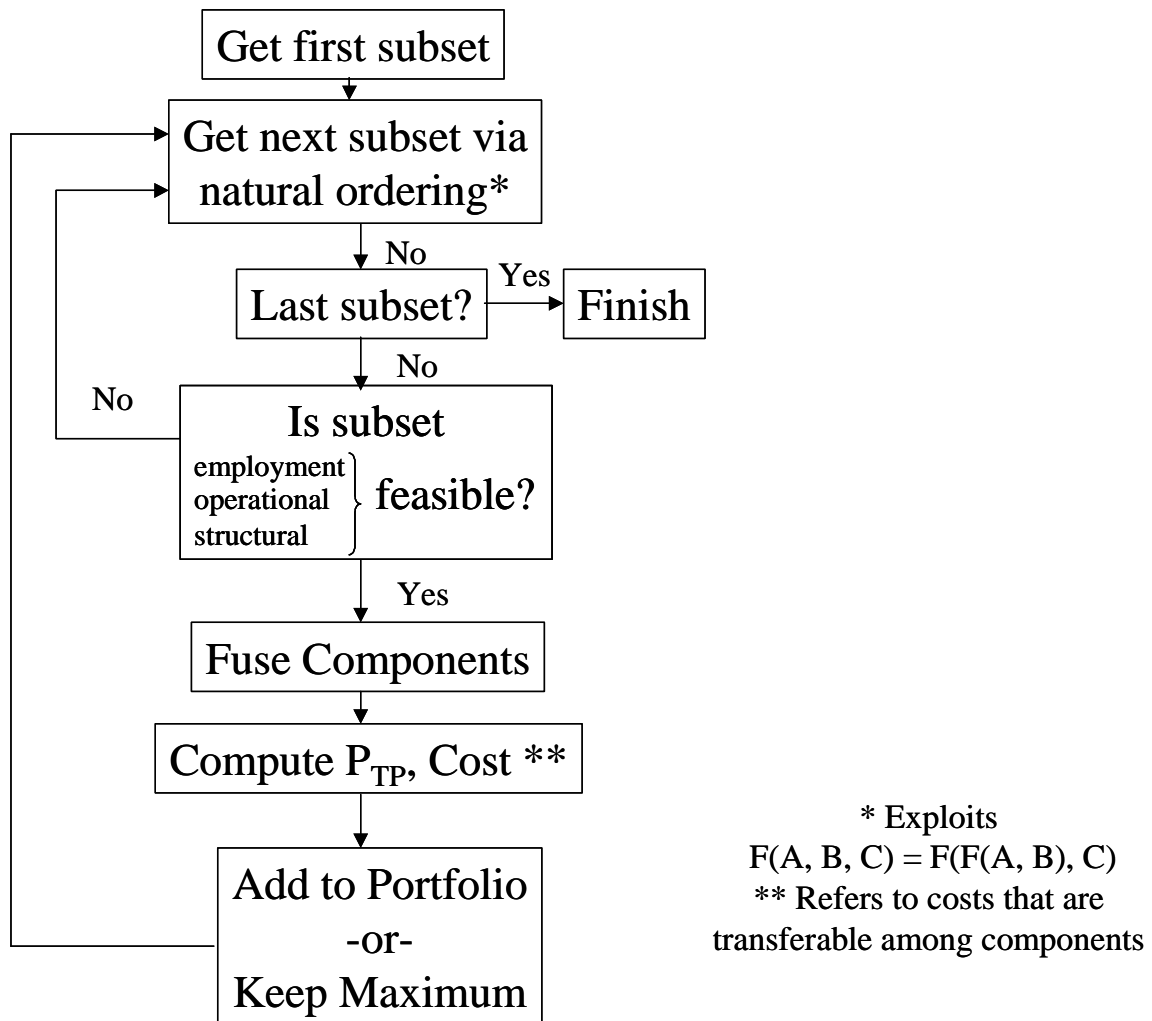 Get first subset
Get next subset via
natural ordering*
No
Last subset?
Yes
Finish
No
No
Is subset
employment
operational
structural
feasible?
Yes
Fuse Components
Compute P_TP, Cost **
Add to Portfolio
-or-
Keep Maximum
* Exploits
F(A, B, C) = F(F(A, B), C)
** Refers to costs that are
transferable among components